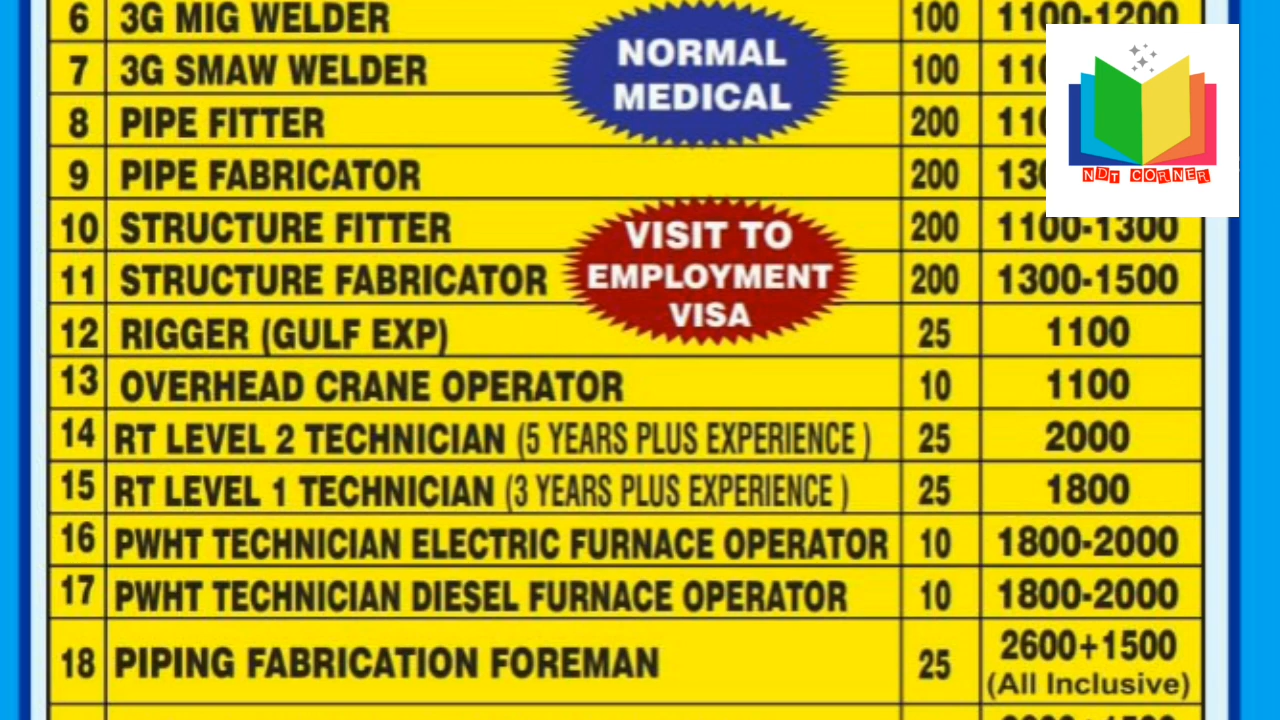 6 3G MIG WELDER 100 1100-1200
7 3G SMAW WELDER 100
8 PIPE FITTER 200
9 PIPE FABRICATOR 200
10 STRUCTURE FITTER 200 1100-1300
11 STRUCTURE FABRICATOR 200 1300-1500
12 RIGGER (GULF EXP) 25 1100
13 OVERHEAD CRANE OPERATOR 10 1100
14 RT LEVEL 2 TECHNICIAN (5 YEARS PLUS EXPERIENCE ) 25 2000
15 RT LEVEL 1 TECHNICIAN (3 YEARS PLUS EXPERIENCE ) 25 1800
16 PWHT TECHNICIAN ELECTRIC FURNACE OPERATOR 10 1800-2000
17 PWHT TECHNICIAN DIESEL FURNACE OPERATOR 10 1800-2000
18 PIPING FABRICATION FOREMAN 25 2600+1500
(All Inclusive)
NORMAL
MEDICAL
VISIT TO
EMPLOYMENT
VISA
NDT CORNER